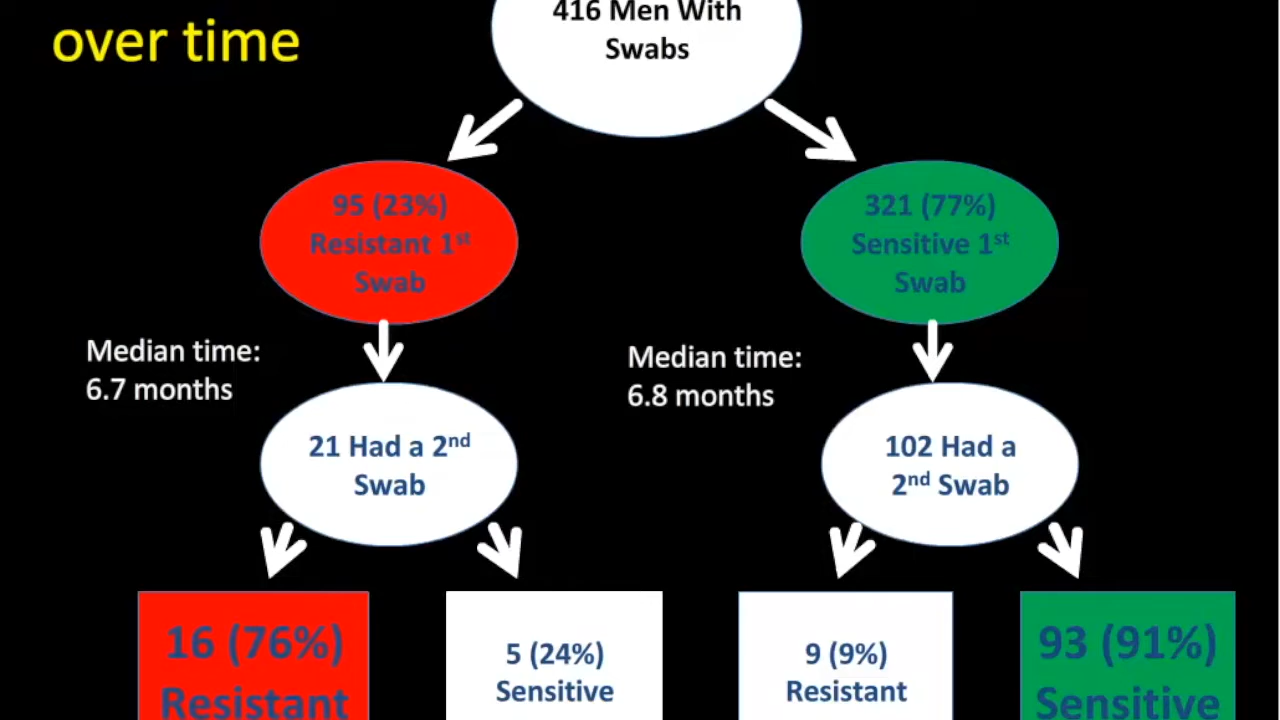 over time
416 Men With
Swabs
95 (23%)
Resistant 1st
Swab
321 (77%)
Sensitive 1st
Swab
Median time:
6.7 months
Median time:
6.8 months
21 Had a 2nd
Swab
102 Had a
2nd Swab
16 (76%)
Resistant
5 (24%)
Sensitive
9 (9%)
Resistant
93 (91%)
Sensitive